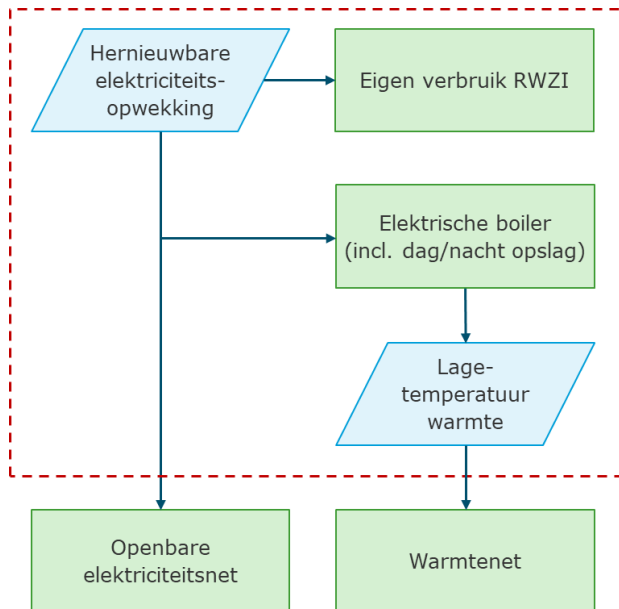 Hernieuwbare
elektriciteits-
opwekking
Eigen verbruik RWZI
Elektrische boiler
(incl. dag/nacht opslag)
Lage-
temperatuur
warmte
Openbare
elektriciteitsnet
Warmtenet